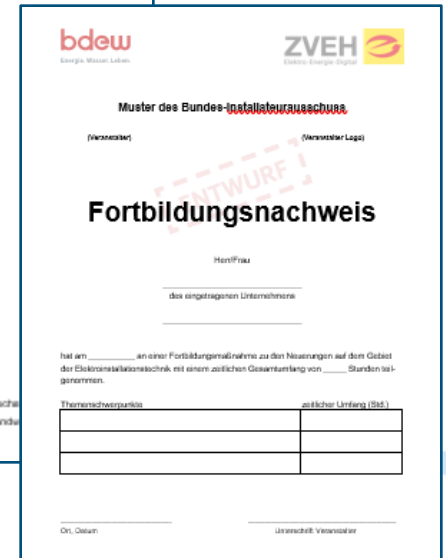 bdew
Energie. Wasser. Leben.
ZVEH
Elektro·Energie·Digital
Muster des Bundes-Installateurausschuss
(Veranstalter)
(Veranstalter Logo)
ENTWURF
Fortbildungsnachweis
Herr/Frau
des eingetragenen Unternehmens
hat am __________ an einer Fortbildungsmaßnahme zu den Neuerungen auf dem Gebiet
der Elektroinstallationstechnik mit einem zeitlichen Gesamtumfang von _____ Stunden teil-
genommen.
Themenschwerpunkte
zeitlicher Umfang (Std.)
Ort, Datum
Unterschrift Veranstalter